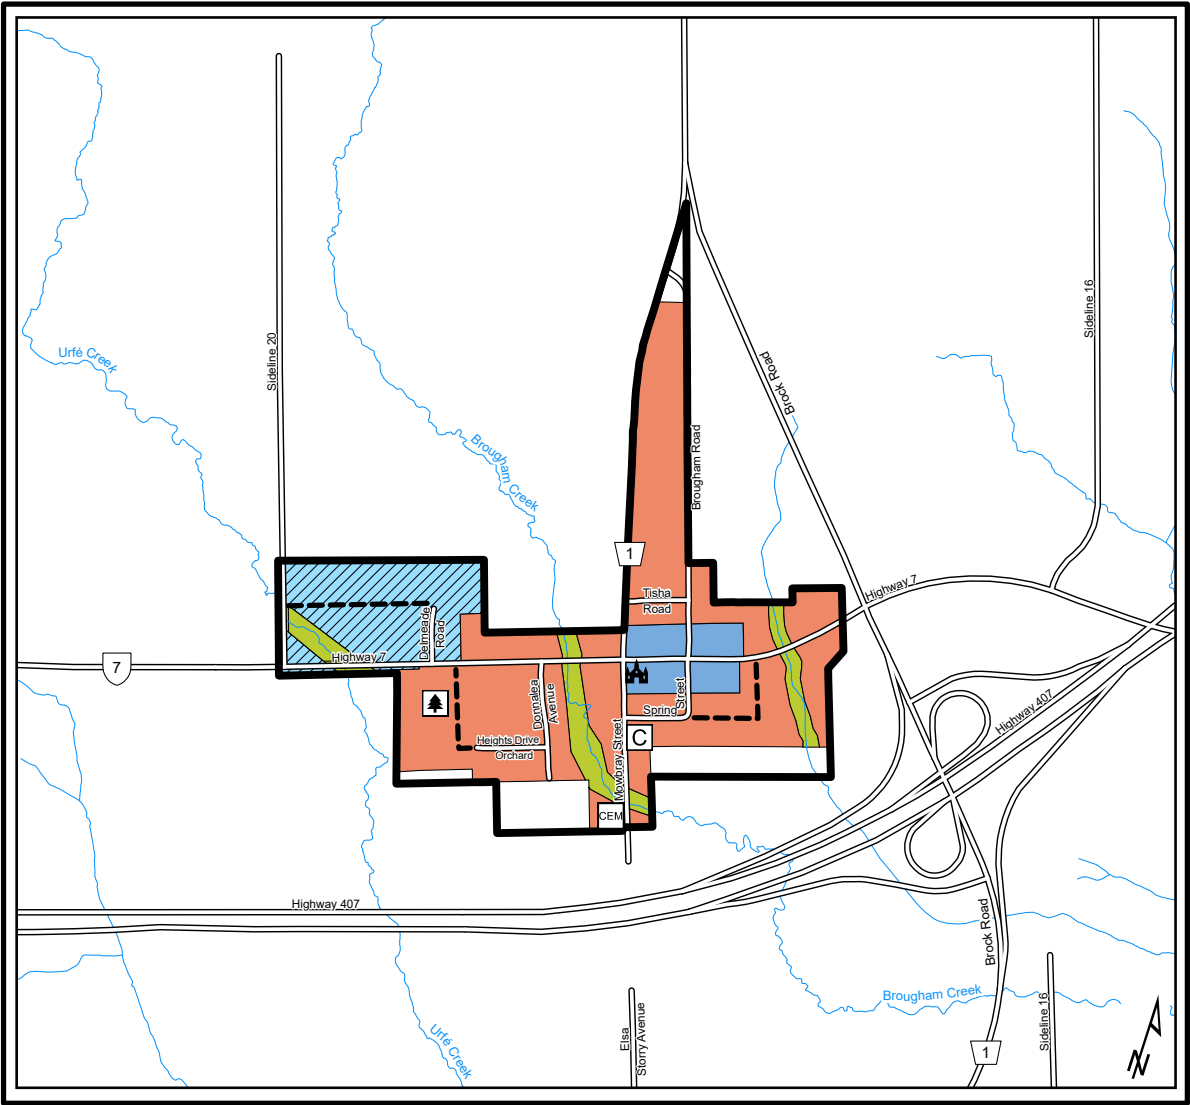 Sideline 16
Urfé Creek
Sideline 20
Brock Road
Brougham Creek
Brougham Road
1
Highway 7
Tisha
Road
Delmeade
Road
Highway 7
7
Donnalea
Avenue
Street
Spring
Heights Drive
Orchard
Mowbray Street
C
CEM
Highway 407
Highway 407
Brock Road
Brougham Creek
Sideline 16
Elsa
Storry Avenue
Urfé Creek
1
N